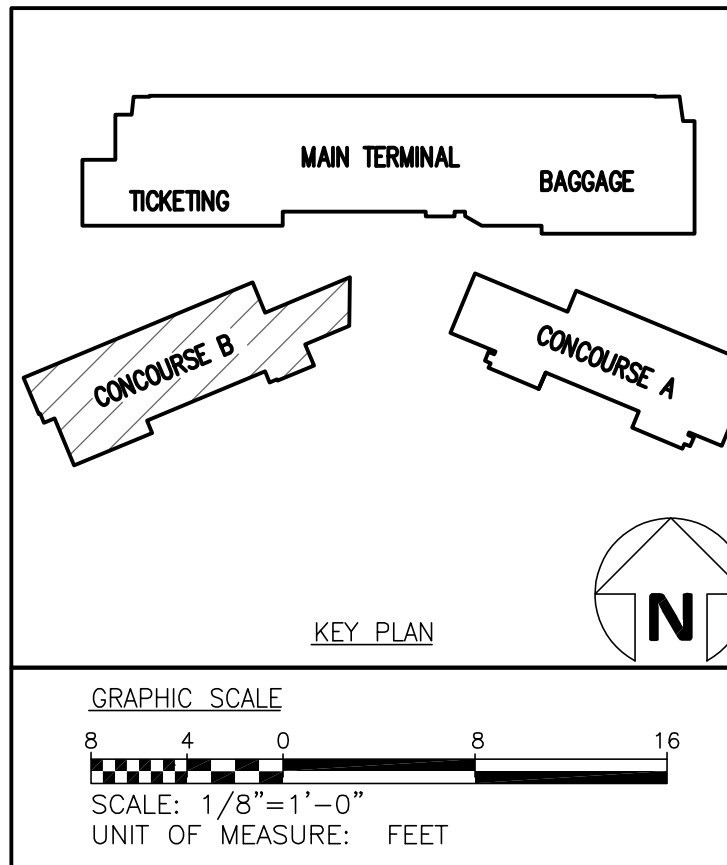 MAIN TERMINAL
BAGGAGE
TICKETING
CONCOURSE B
CONCOURSE A
N
KEY PLAN
GRAPHIC SCALE
8 4 0 8 16
SCALE: 1/8"=1'-0"
UNIT OF MEASURE: FEET